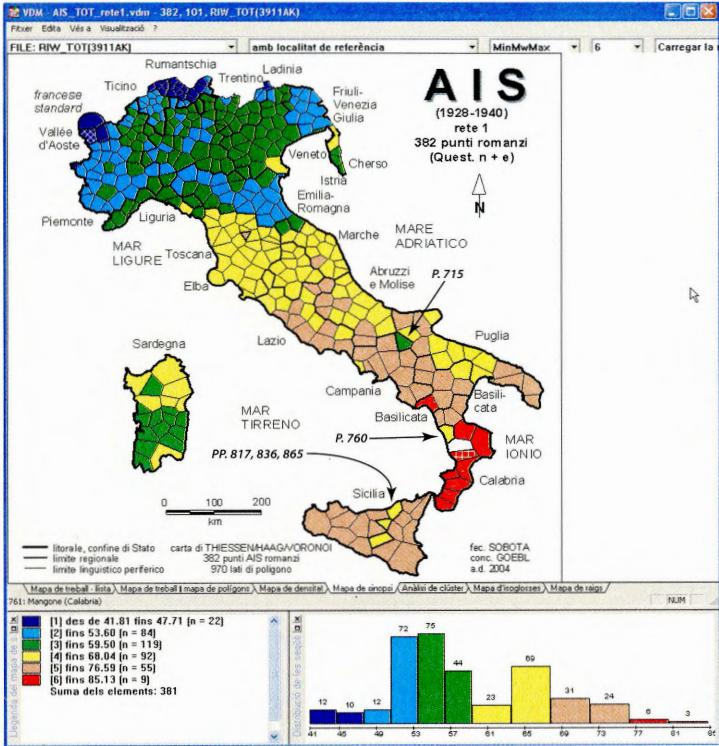 VDM - AIS_TOT_rete1.vdm - 382, 101, RIW_TOT(3911AK)
Fitxer Edita Vés a Visualització ?
FILE: RIW_TOT(3911AK)
amb localitat de referència
MinMwMax
6
Carregar la
Rumantschia
Ladinia
Ticino
Trentino
francese
standard
Friuli-
Venezia
Giulia
Vallée
d'Aoste
Veneto
Cherso
Istria
Emilia-
Romagna
Piemonte
Liguria
A I S
(1928-1940)
rete 1
382 punti romanzi
(Quest. n + e)
N
MAR
LIGURE
Toscana
Marche
MARE
ADRIATICO
Elba
Abruzzi
e Molise
P. 715
Lazio
Puglia
Sardegna
Campania
Basili-
cata
Basilicata
MAR
TIRRENO
P. 760
MAR
IONIO
PP. 817, 836, 865
Calabria
Sicilia
0 100 200
km
litorale, confine di Stato
limite regionale
limite linguistico periferico
carta di THIESSEN/HAAG/VORONOI
382 punti AIS romanzi
970 lati di poligono
fec. SOBOTA
conc. GOEBL
a.d. 2004
Mapa de treball - llista Mapa de treball i mapa de polígons Mapa de densitat Mapa de sinopsi Anàlisi de clúster Mapa d'isoglosses Mapa de raigs
761: Mangone (Calabria)
NUM
Llegenda del mapa de s
[1] des de 41.81 fins 47.71 [n = 22]
[2] fins 53.60 [n = 84]
[3] fins 59.50 [n = 119]
[4] fins 68.04 [n = 92]
[5] fins 76.59 [n = 55]
[6] fins 85.13 [n = 9]
Suma dels elements: 381
Distribució de les seqüè
12 10 12 72 75 44 23 69 31 24 6 3
41 45 49 53 57 61 65 69 73 77 81 85